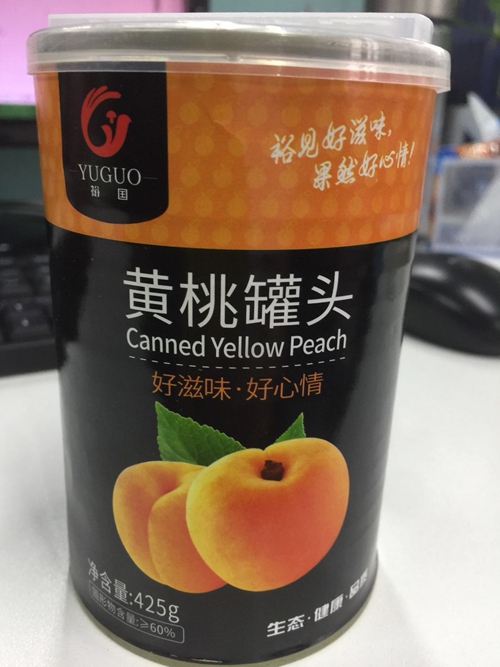 YUGUO
裕国
裕见好滋味,
果然好心情!
黄桃罐头
Canned Yellow Peach
好滋味·好心情
净含量:425g
固形物含量:≥60%
生态·健康·品质